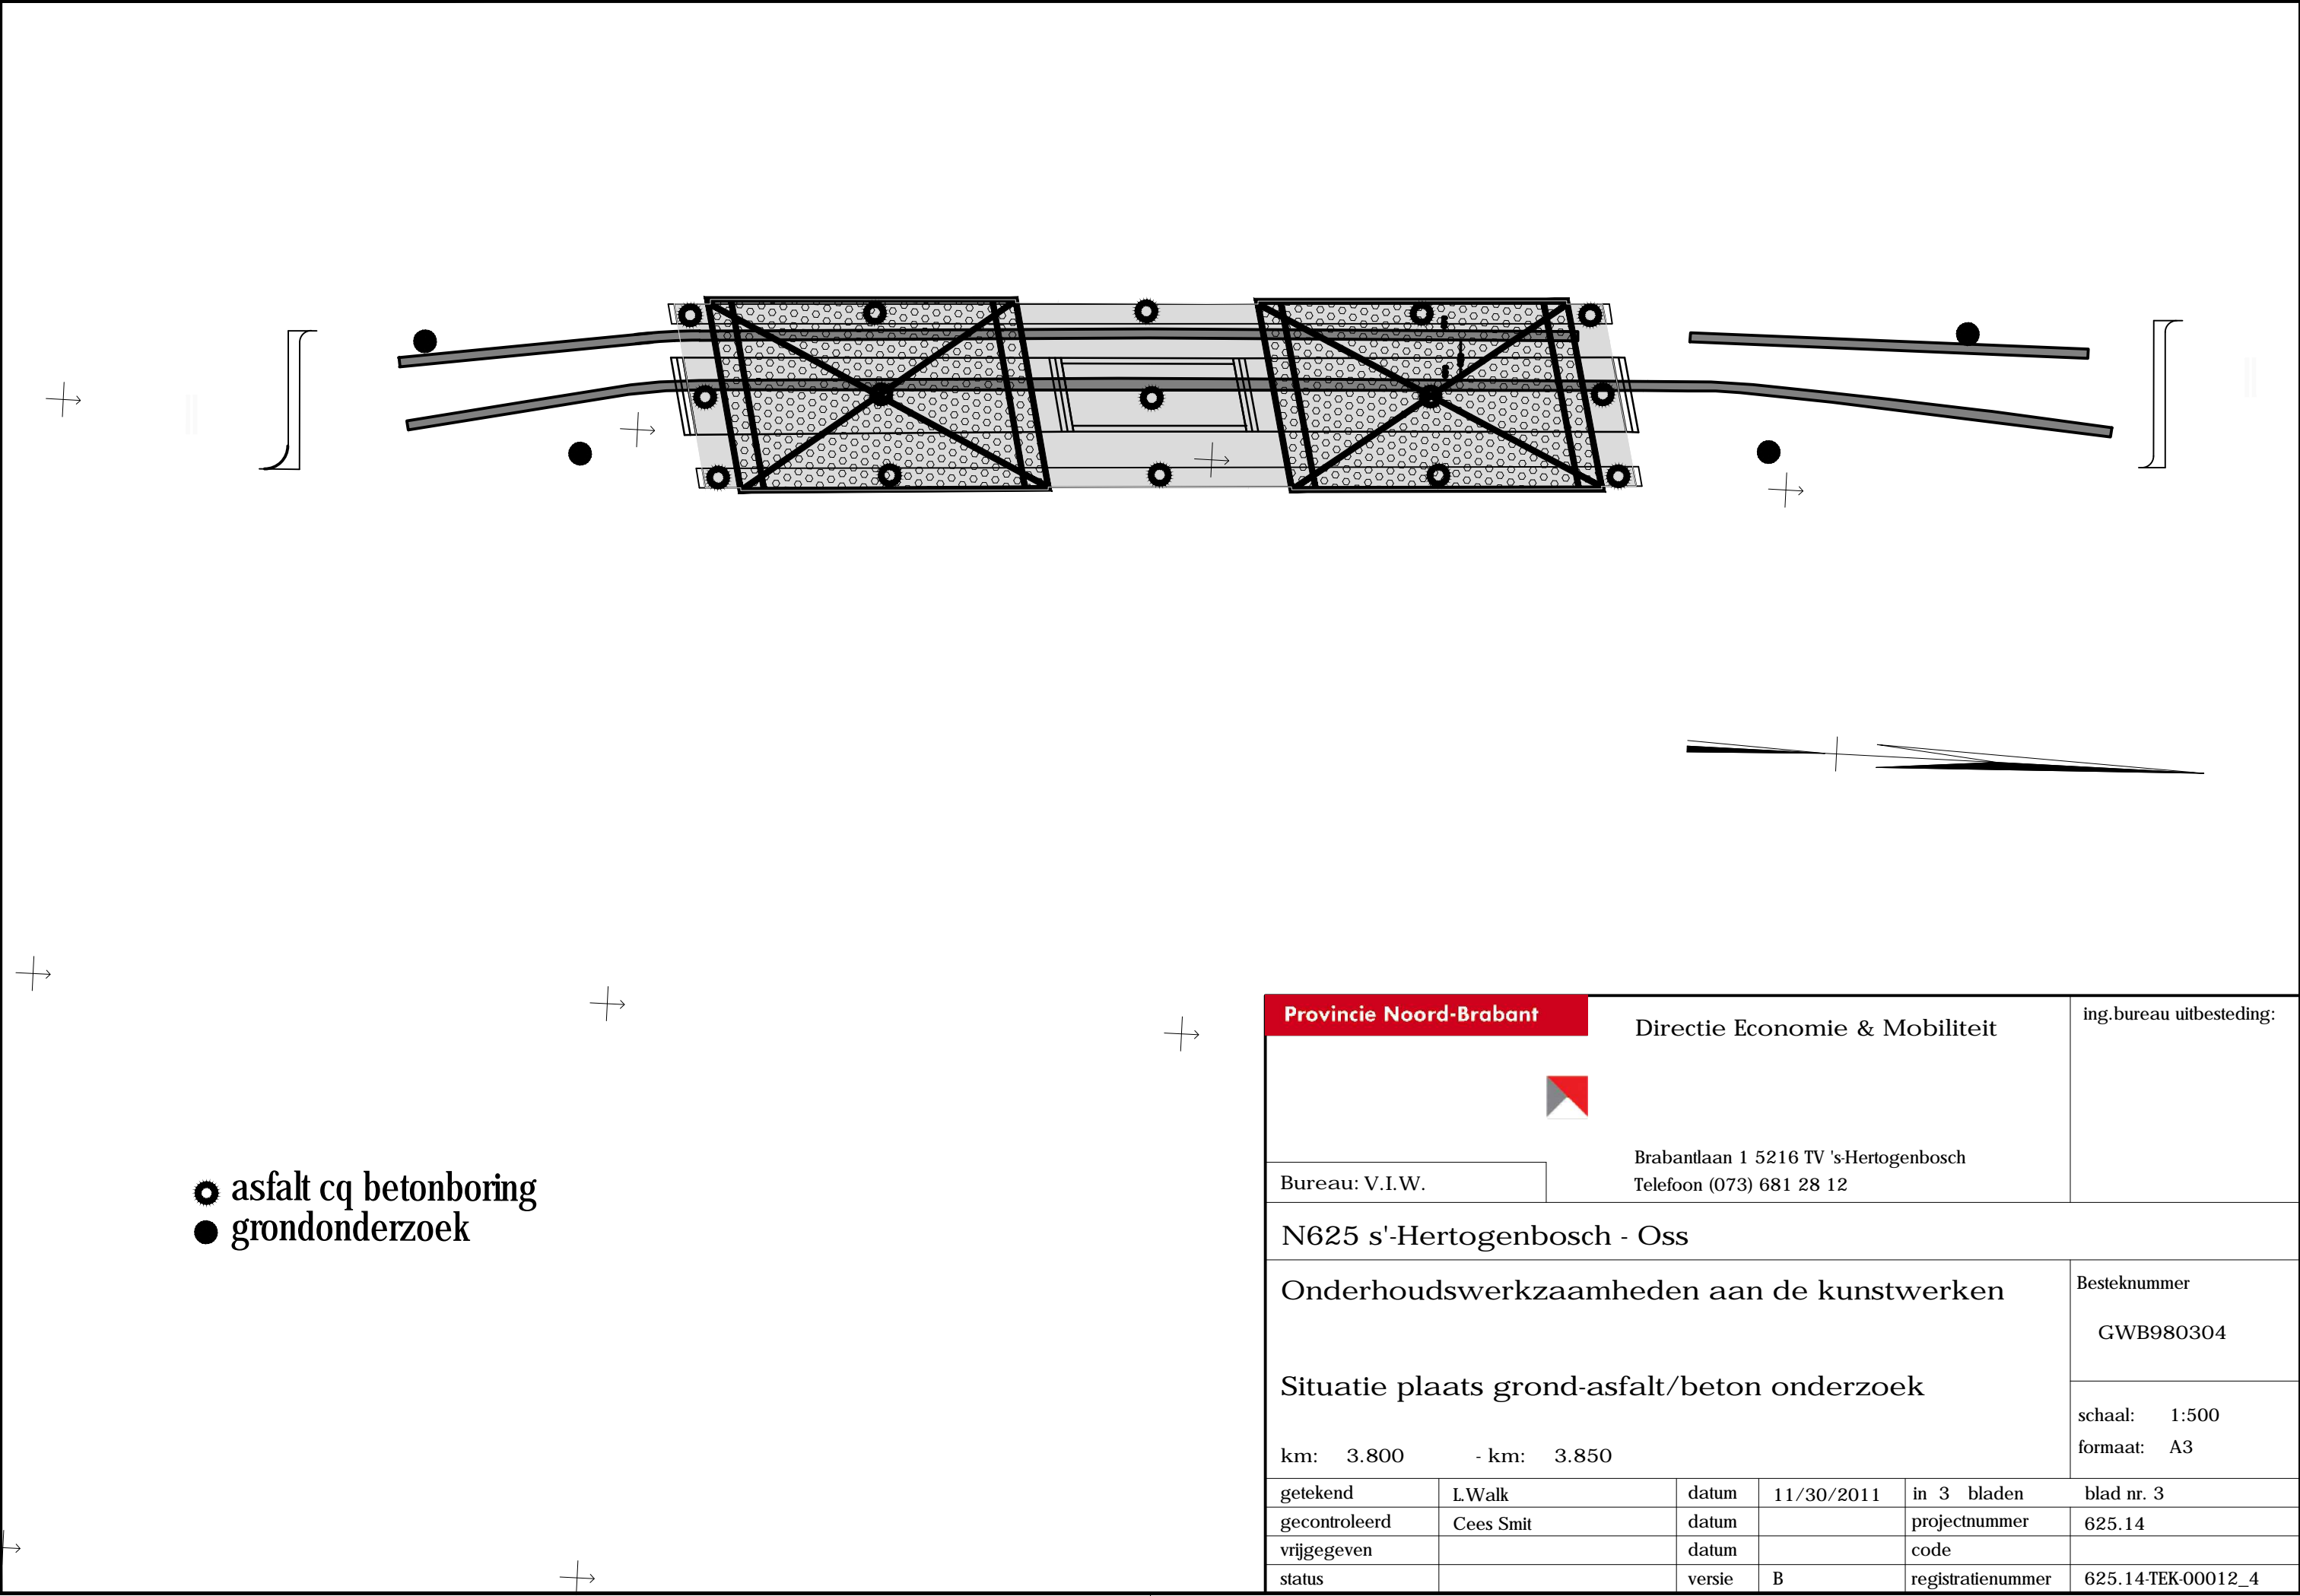 asfalt cq betonboring
grondonderzoek
Provincie Noord-Brabant
Directie Economie & Mobiliteit
ing.bureau uitbesteding:
Brabantlaan 1 5216 TV 's-Hertogenbosch
Bureau: V.I.W.
Telefoon (073) 681 28 12
N625 s'-Hertogenbosch - Oss
Onderhoudswerkzaamheden aan de kunstwerken
Besteknummer
GWB980304
Situatie plaats grond-asfalt/beton onderzoek
schaal: 1:500
formaat: A3
km: 3.800 - km: 3.850
getekend L.Walk datum 11/30/2011 in 3 bladen blad nr. 3
gecontroleerd Cees Smit datum projectnummer 625.14
vrijgegeven datum code
status versie B registratienummer 625.14-TEK-00012_4